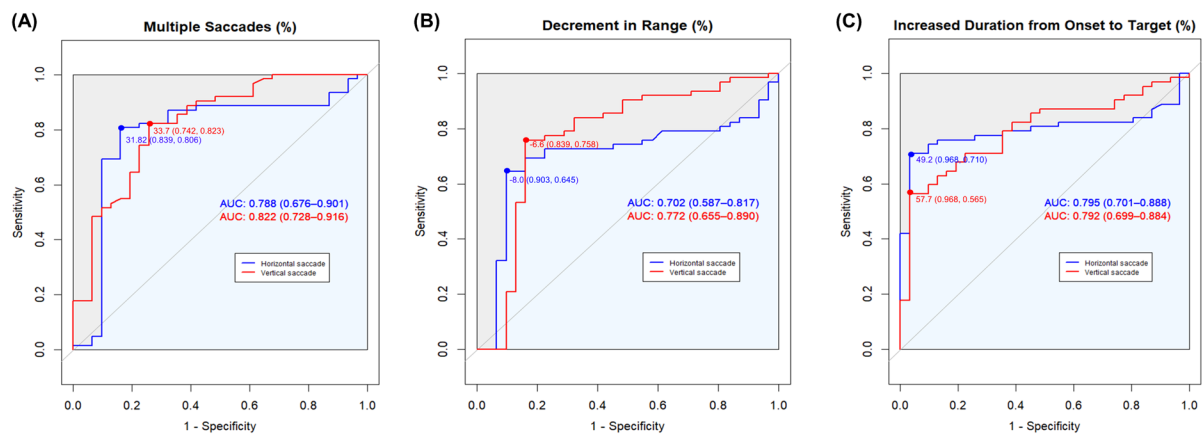 (A)
Multiple Saccades (%)
Sensitivity
1.0
0.8
0.6
0.4
0.2
0.0
33.7 (0.742, 0.823)
31.82 (0.839, 0.806)
AUC: 0.788 (0.676–0.901)
AUC: 0.822 (0.728–0.916)
Horizontal saccade
Vertical saccade
0.0 0.2 0.4 0.6 0.8 1.0
1 - Specificity
(B)
Decrement in Range (%)
Sensitivity
1.0
0.8
0.6
0.4
0.2
0.0
-6.6 (0.839, 0.758)
-8.0 (0.903, 0.645)
AUC: 0.702 (0.587–0.817)
AUC: 0.772 (0.655–0.890)
Horizontal saccade
Vertical saccade
0.0 0.2 0.4 0.6 0.8 1.0
1 - Specificity
(C)
Increased Duration from Onset to Target (%)
Sensitivity
1.0
0.8
0.6
0.4
0.2
0.0
49.2 (0.968, 0.710)
57.7 (0.968, 0.565)
AUC: 0.795 (0.701–0.888)
AUC: 0.792 (0.699–0.884)
Horizontal saccade
Vertical saccade
0.0 0.2 0.4 0.6 0.8 1.0
1 - Specificity